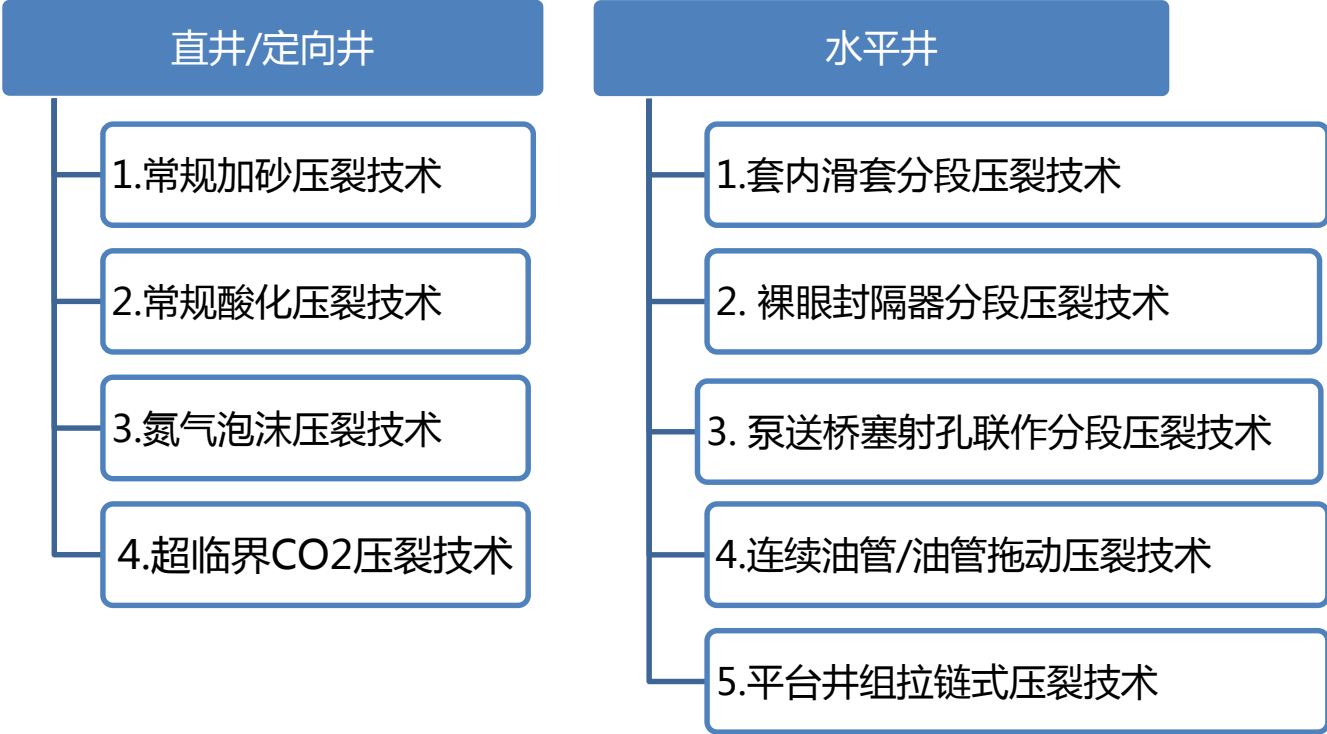 直井/定向井
1.常规加砂压裂技术
2.常规酸化压裂技术
3.氮气泡沫压裂技术
4.超临界CO2压裂技术
水平井
1.套内滑套分段压裂技术
2. 裸眼封隔器分段压裂技术
3. 泵送桥塞射孔联作分段压裂技术
4.连续油管/油管拖动压裂技术
5.平台井组拉链式压裂技术